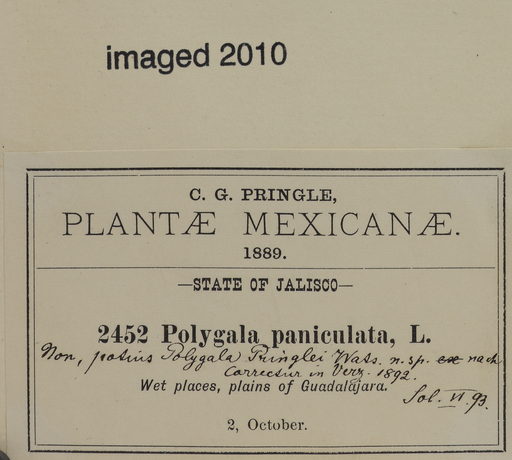 imaged 2010
C. G. PRINGLE,
PLANTÆ MEXICANÆ.
1889.
—STATE OF JALISCO—
2452 Polygala paniculata, L.
Non, potius Polygala Pringlei Wats. n. sp. ex nach
Correctur in Verz. 1892.
Wet places, plains of Guadalajara.
Sol. VI. 93.
2, October.